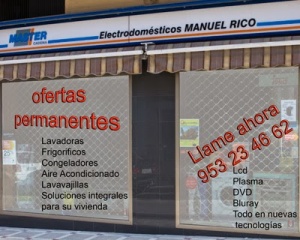 MASTER
Electrodomésticos MANUEL RICO
ofertas
permanentes
Lavadoras
Frigoríficos
Congeladores
Aire Acondicionado
Lavavajillas
Soluciones integrales
para su vivienda
Llame ahora
953 23 46 62
Lcd
Plasma
DVD
Bluray
Todo en nuevas
tecnologías